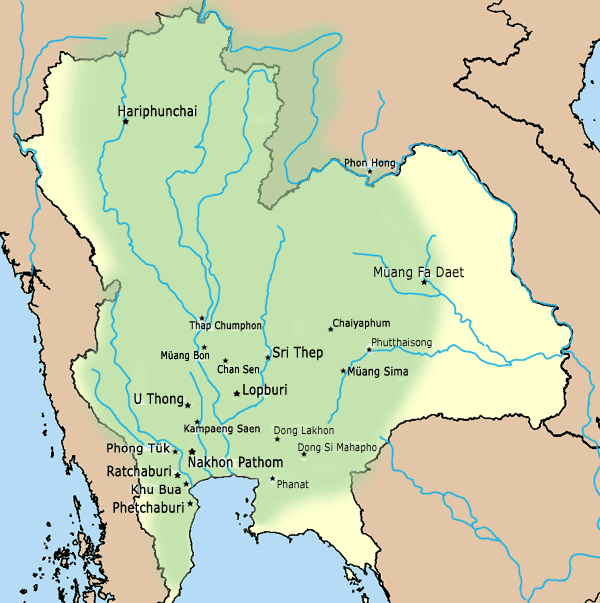 Hariphunchai
Phon Hong
Müang Fa Daet
Thap Chumphon
Chaiyaphum
Phutthaisong
Müang Bon
Sri Thep
Chan Sen
Müang Sima
Lopburi
U Thong
Kampaeng Saen
Dong Lakhon
Phong Tük
Dong Si Mahapho
Nakhon Pathom
Ratchaburi
Phanat
Khu Bua
Phetchaburi